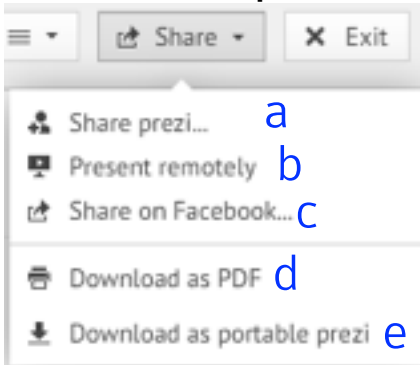 Share Exit
Share prezi... a
Present remotely b
Share on Facebook... c
Download as PDF d
Download as portable prezi e